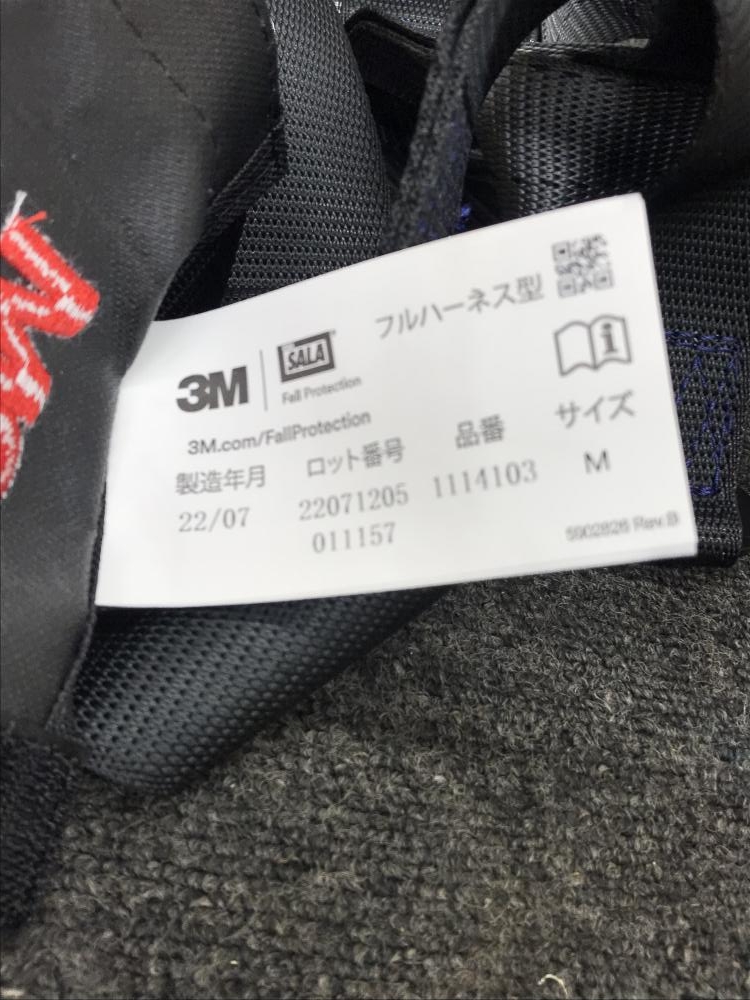 フルハーネス型
3M
SALA
Fall Protection
3M.com/FallProtection
製造年月 ロット番号 品番 サイズ
22/07 22071205 1114103 M
011157
5902826 Rev.B